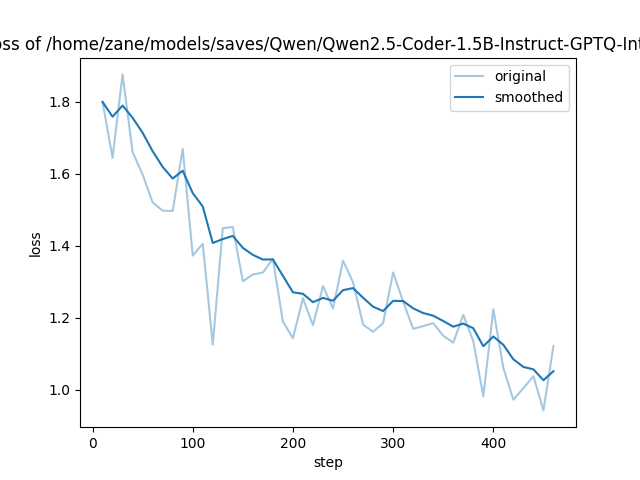 oss of /home/zane/models/saves/Qwen/Qwen2.5-Coder-1.5B-Instruct-GPTQ-Int
original
smoothed
loss
1.8
1.6
1.4
1.2
1.0
0
100
200
300
400
step